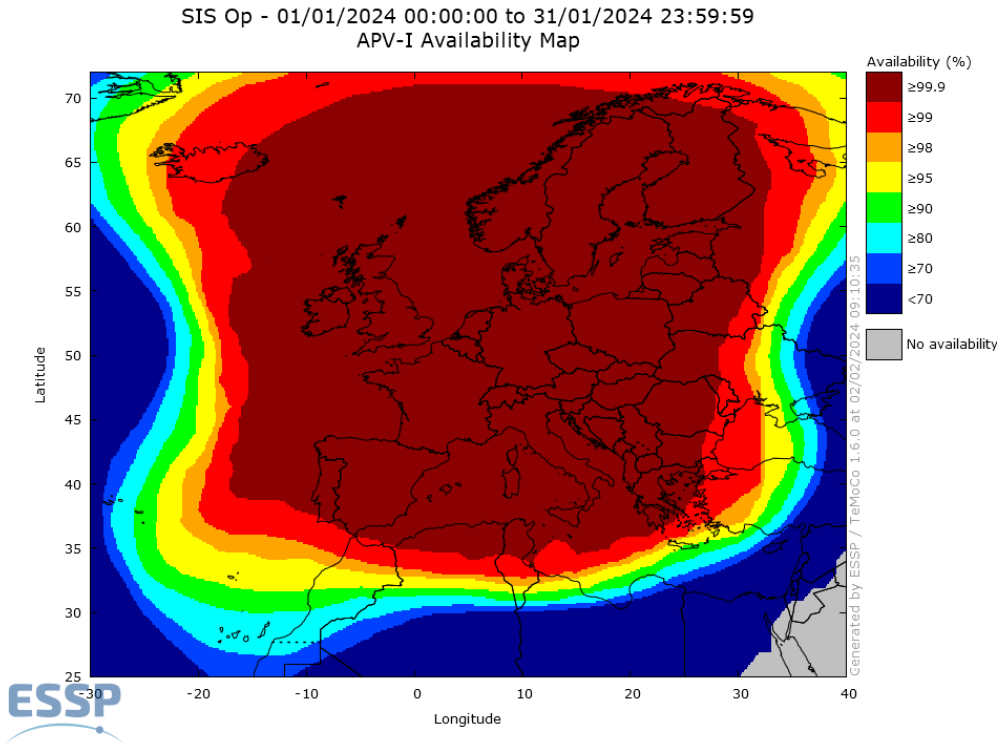 SIS Op - 01/01/2024 00:00:00 to 31/01/2024 23:59:59
APV-I Availability Map
Availability (%)
≥99.9
≥99
≥98
≥95
≥90
≥80
≥70
<70
No availability
Generated by ESSP / TeMoCo 1.6.0 at 02/02/2024 09:10:35
Latitude
70
65
60
55
50
45
40
35
30
25
-30 -20 -10 0 10 20 30 40
Longitude
ESSP